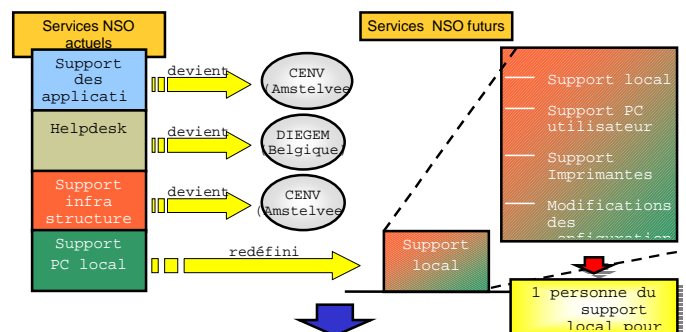 Services NSO
actuels
Services NSO futurs
Support
des
applicati
devient
CENV
(Amstelvee
Helpdesk
devient
DIEGEM
(Belgique)
Support
infra
structure
devient
CENV
(Amstelvee
Support
PC local
redéfini
Support
local
Support local
Support PC
utilisateur
Support
Imprimantes
Modifications
des
1 personne du
support
local pour